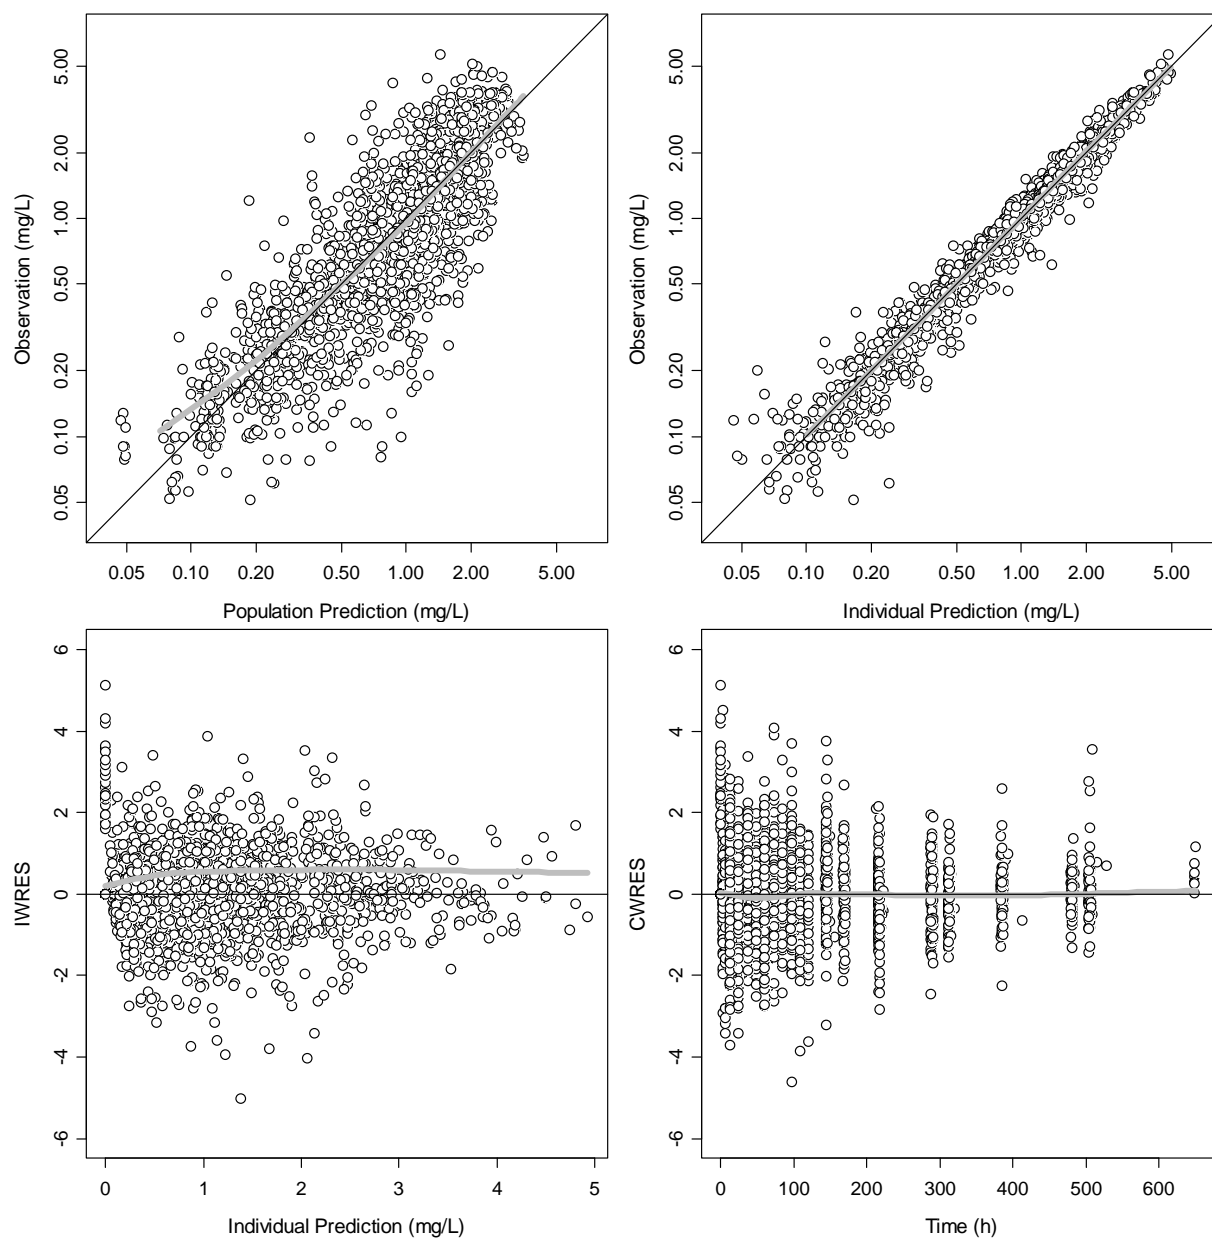 5.00
2.00
1.00
0.50
0.20
0.10
0.05
Observation (mg/L)
0.05 0.10 0.20 0.50 1.00 2.00 5.00
Population Prediction (mg/L)
5.00
2.00
1.00
0.50
0.20
0.10
0.05
Observation (mg/L)
0.05 0.10 0.20 0.50 1.00 2.00 5.00
Individual Prediction (mg/L)
6
4
2
0
-2
-4
-6
IWRES
0 1 2 3 4 5
Individual Prediction (mg/L)
6
4
2
0
-2
-4
-6
CWRES
0 100 200 300 400 500 600
Time (h)